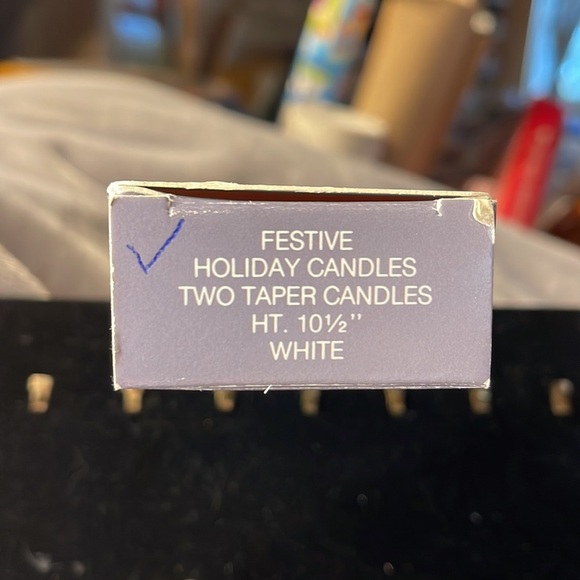 FESTIVE
HOLIDAY CANDLES
TWO TAPER CANDLES
HT. 10½"
WHITE